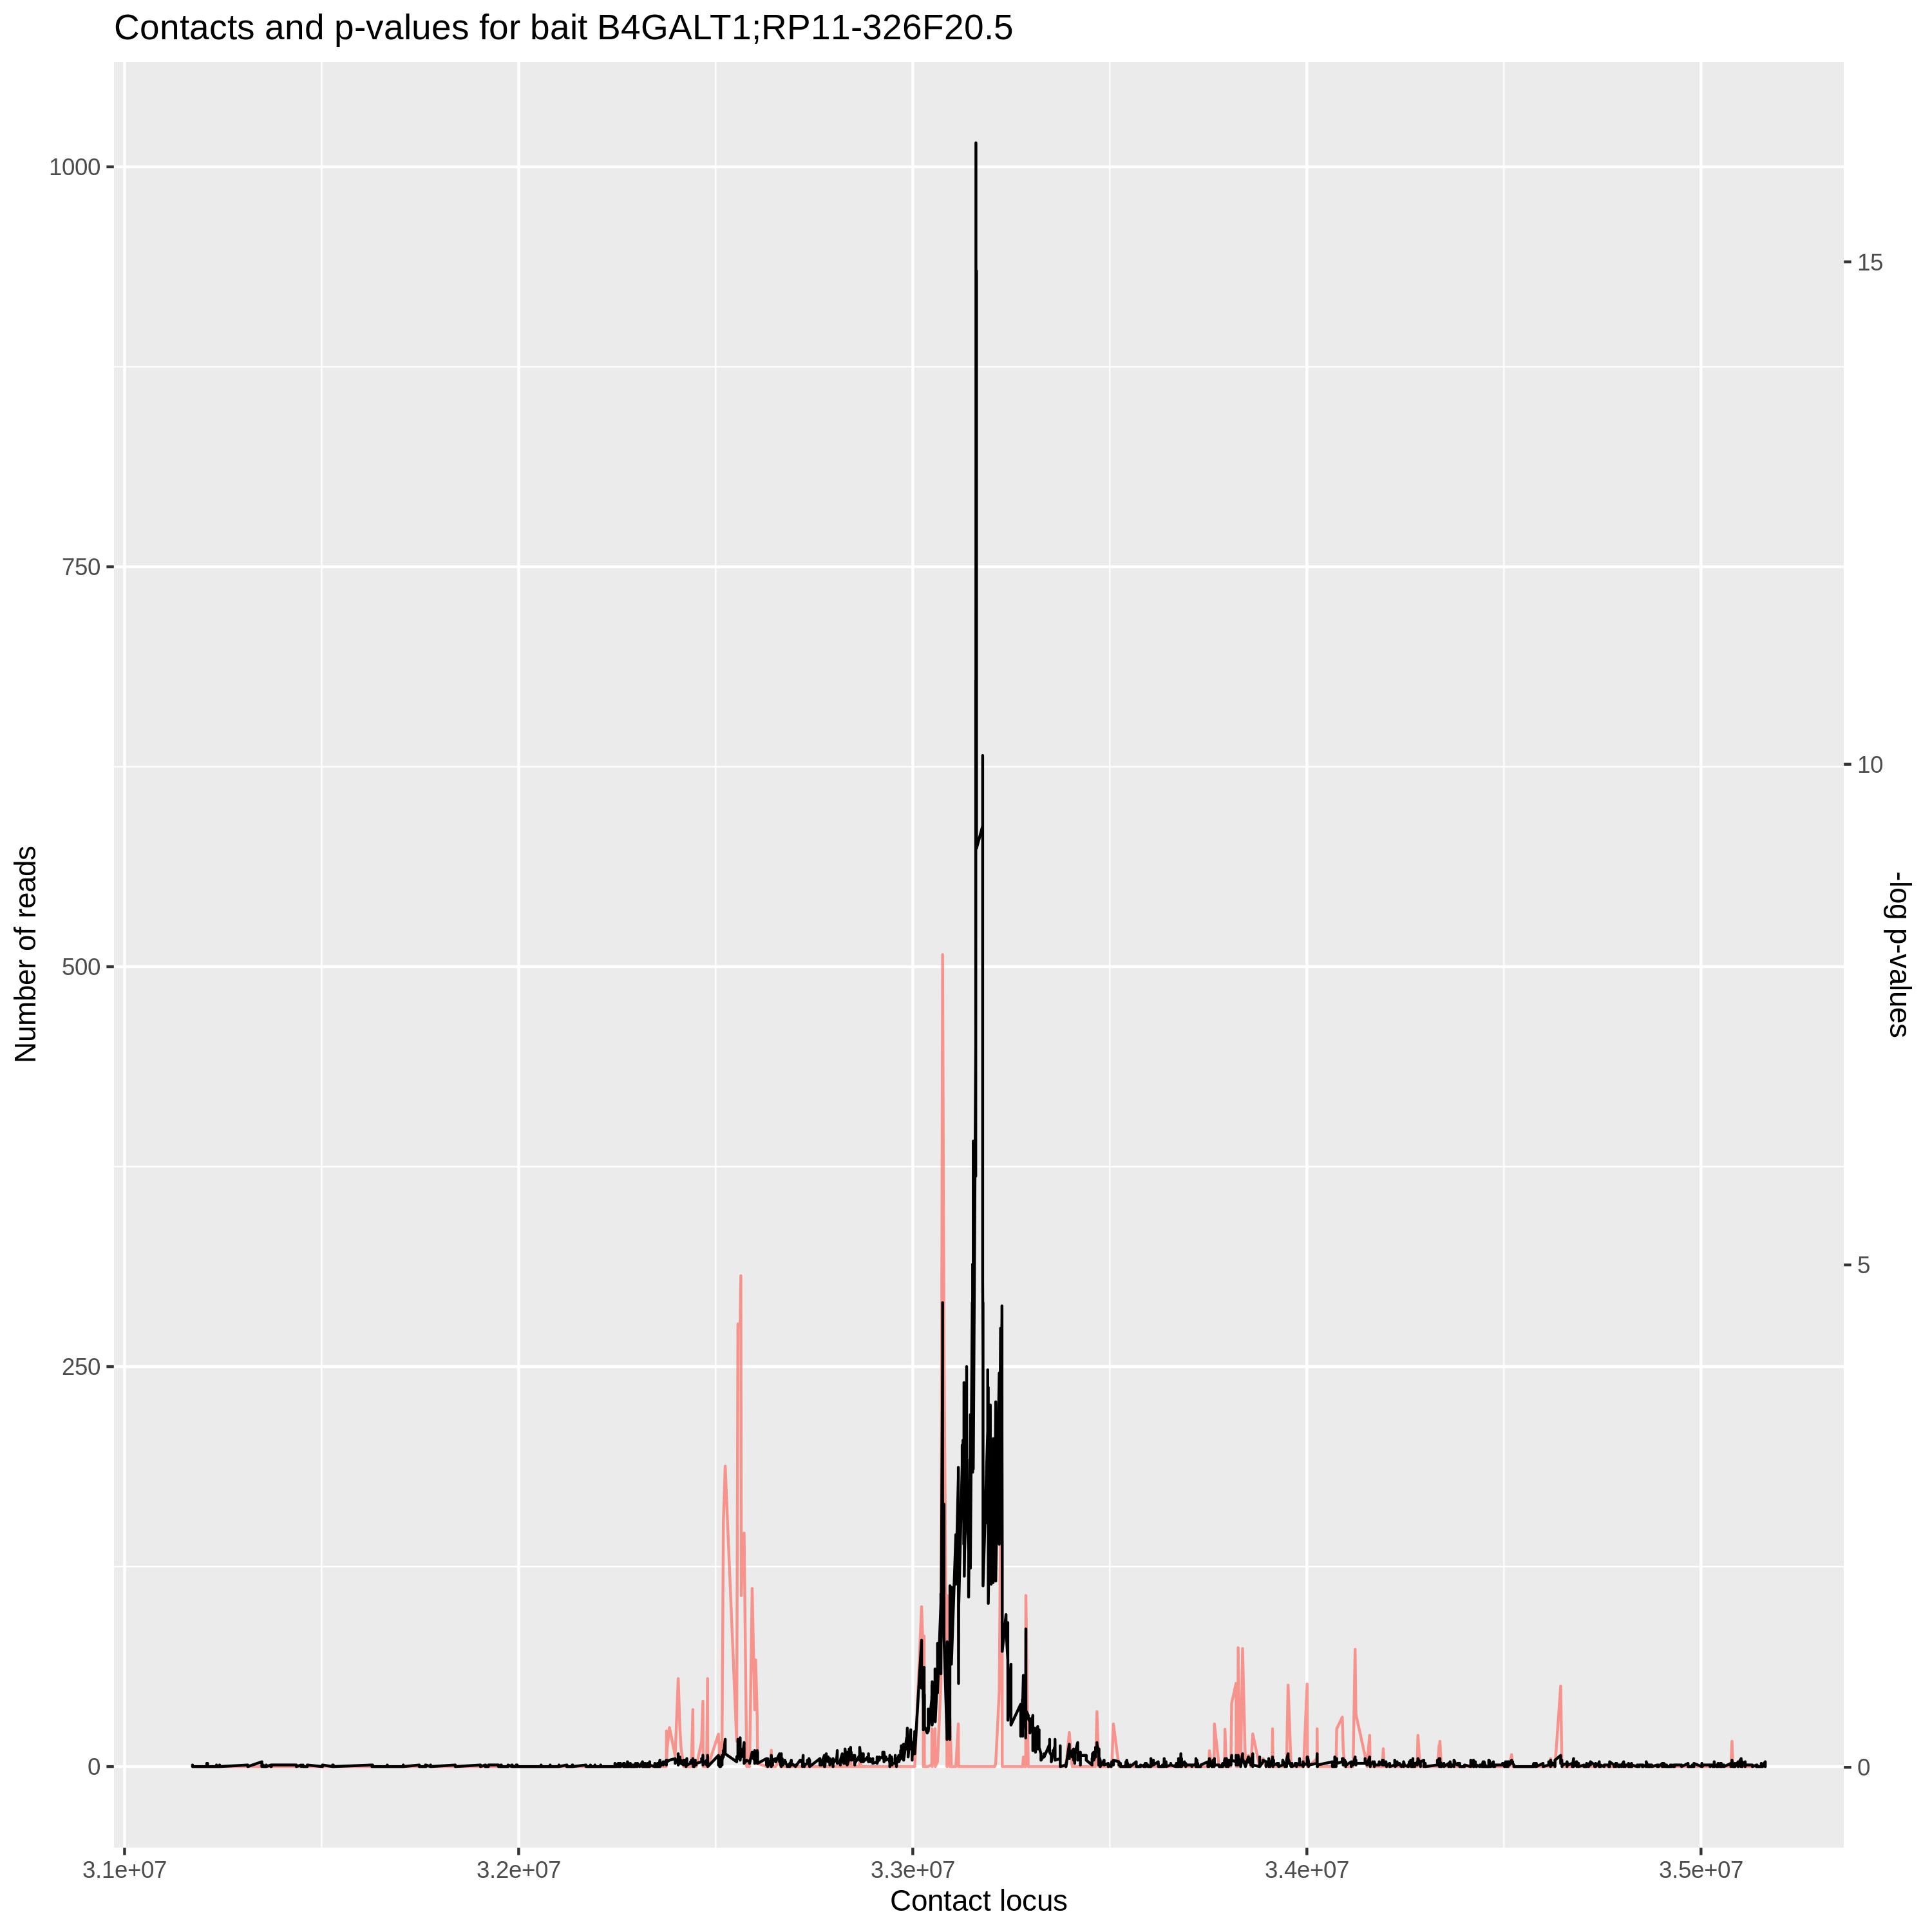 Contacts and p-values for bait B4GALT1;RP11-326F20.5
1000
750
500
250
0
Number of reads
15
10
5
0
-log p-values
3.1e+07
3.2e+07
3.3e+07
3.4e+07
3.5e+07
Contact locus